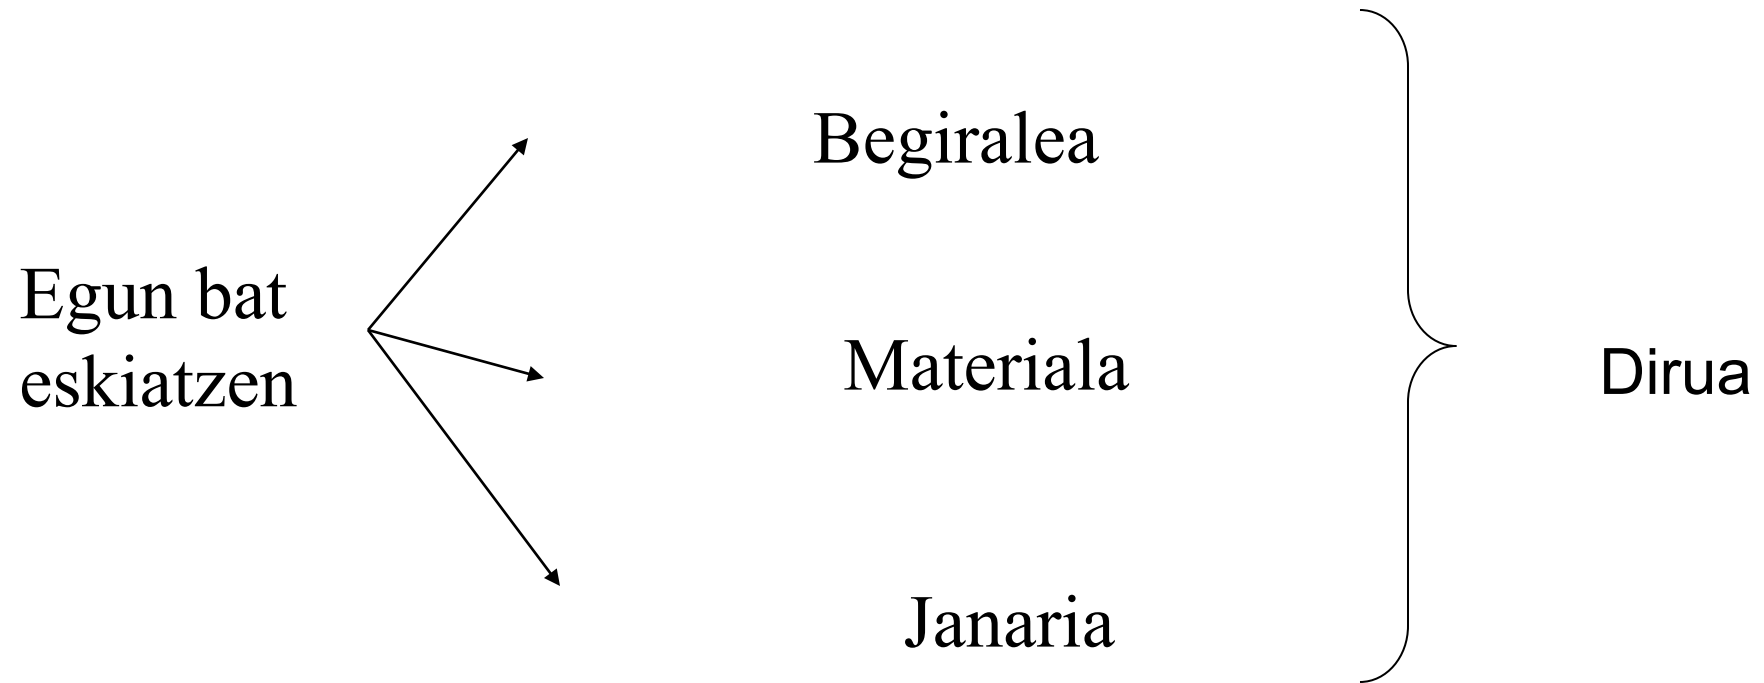 Egun bat
eskiatzen
Begiralea
Materiala
Janaria
Dirua